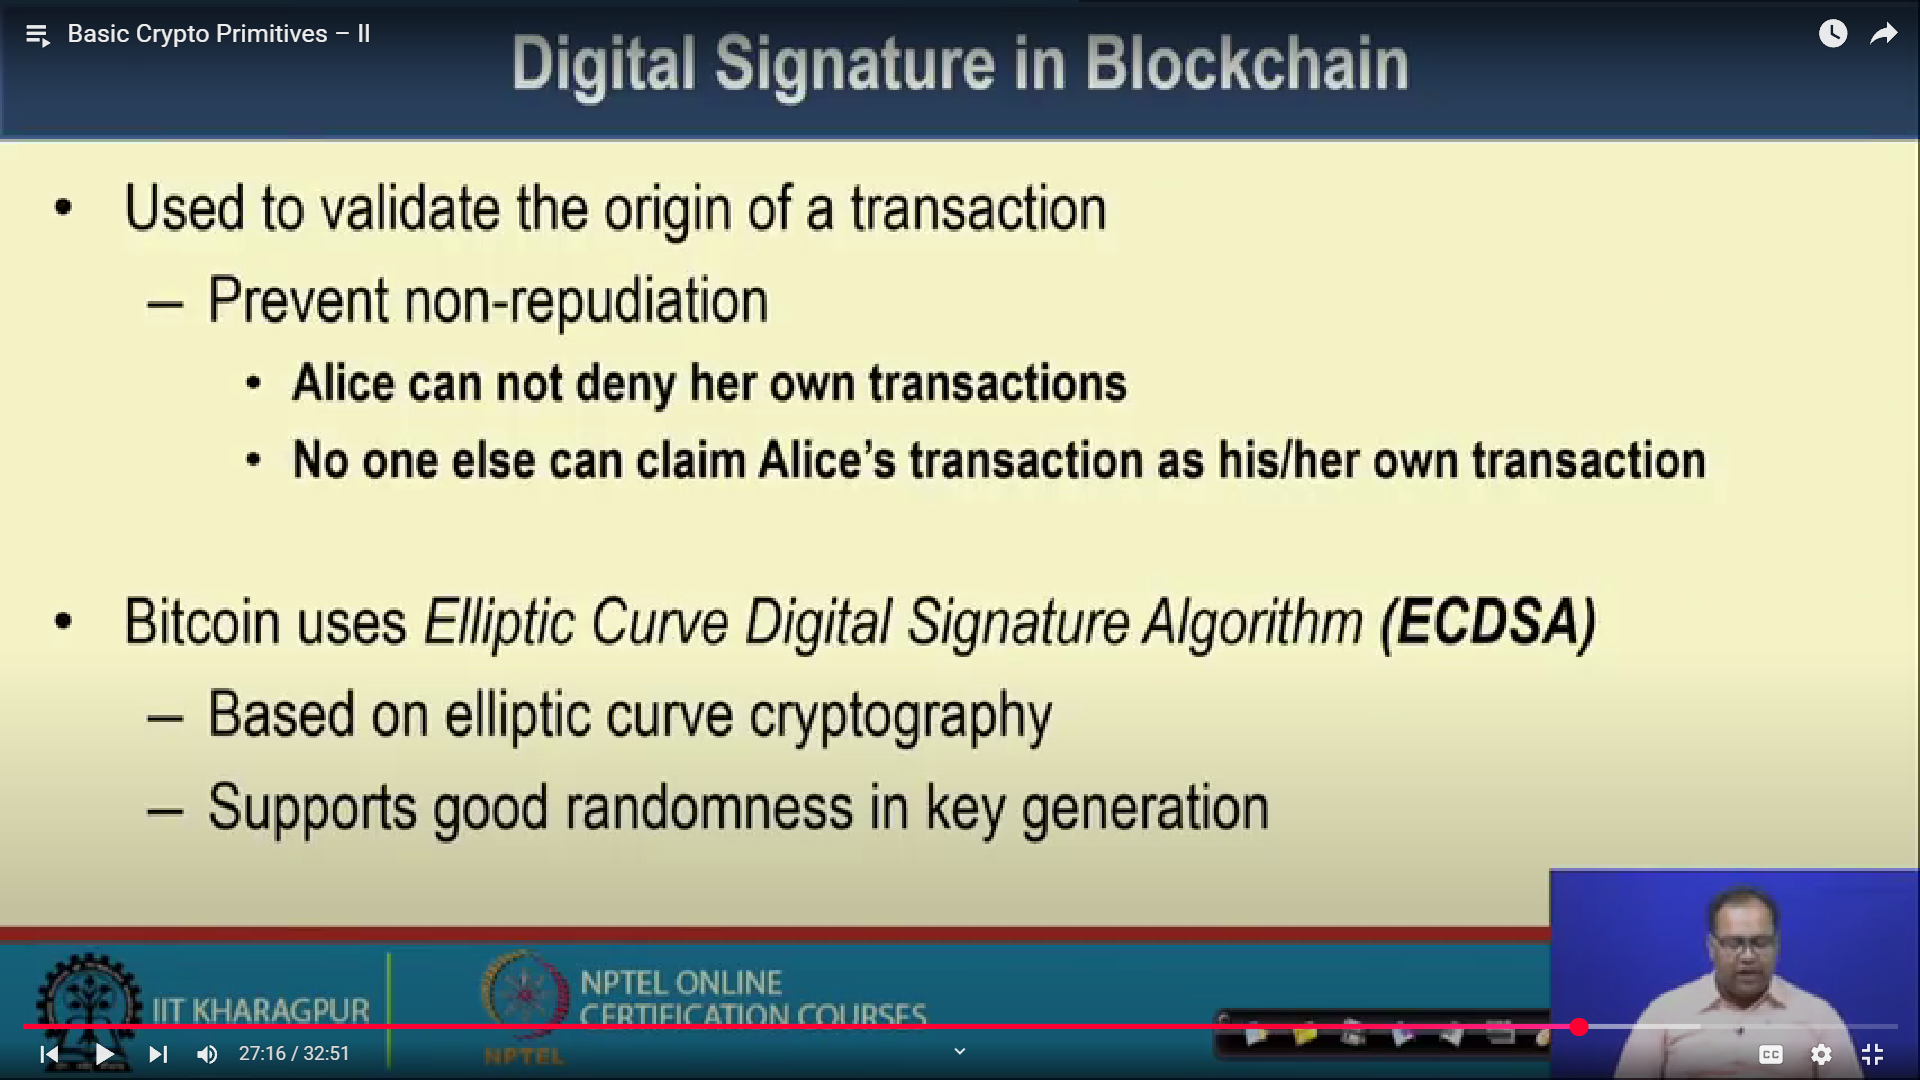 Basic Crypto Primitives – II
Digital Signature in Blockchain
• Used to validate the origin of a transaction
– Prevent non-repudiation
• Alice can not deny her own transactions
• No one else can claim Alice's transaction as his/her own transaction
• Bitcoin uses Elliptic Curve Digital Signature Algorithm (ECDSA)
– Based on elliptic curve cryptography
– Supports good randomness in key generation
IIT KHARAGPUR
NPTEL ONLINE
CERTIFICATION COURSES
NPTEL
27:16 / 32:51
CC